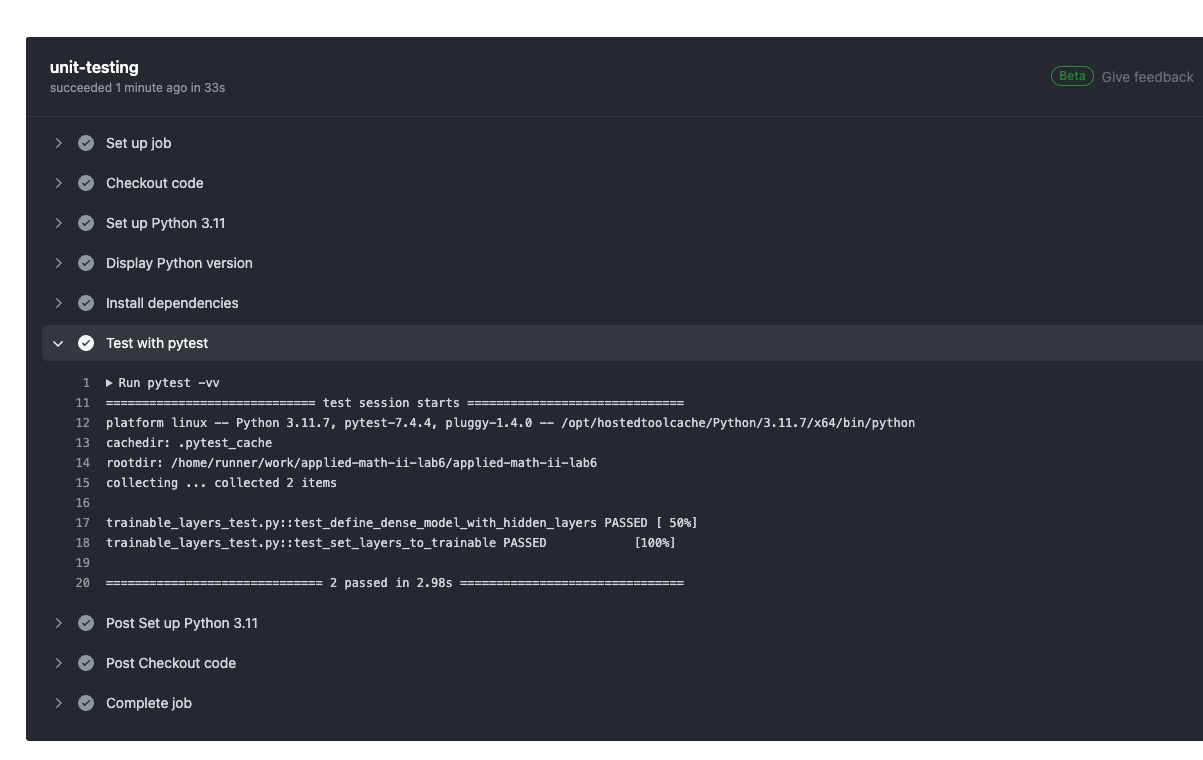 unit-testing
succeeded 1 minute ago in 33s
Beta Give feedback
Set up job
Checkout code
Set up Python 3.11
Display Python version
Install dependencies
Test with pytest
1 Run pytest -vv
11 ============================= test session starts ==============================
12 platform linux -- Python 3.11.7, pytest-7.4.4, pluggy-1.4.0 -- /opt/hostedtoolcache/Python/3.11.7/x64/bin/python
13 cachedir: .pytest_cache
14 rootdir: /home/runner/work/applied-math-ii-lab6/applied-math-ii-lab6
15 collecting ... collected 2 items
16
17 trainable_layers_test.py::test_define_dense_model_with_hidden_layers PASSED [ 50%]
18 trainable_layers_test.py::test_set_layers_to_trainable PASSED [100%]
19
20 ============================== 2 passed in 2.98s ===============================
Post Set up Python 3.11
Post Checkout code
Complete job